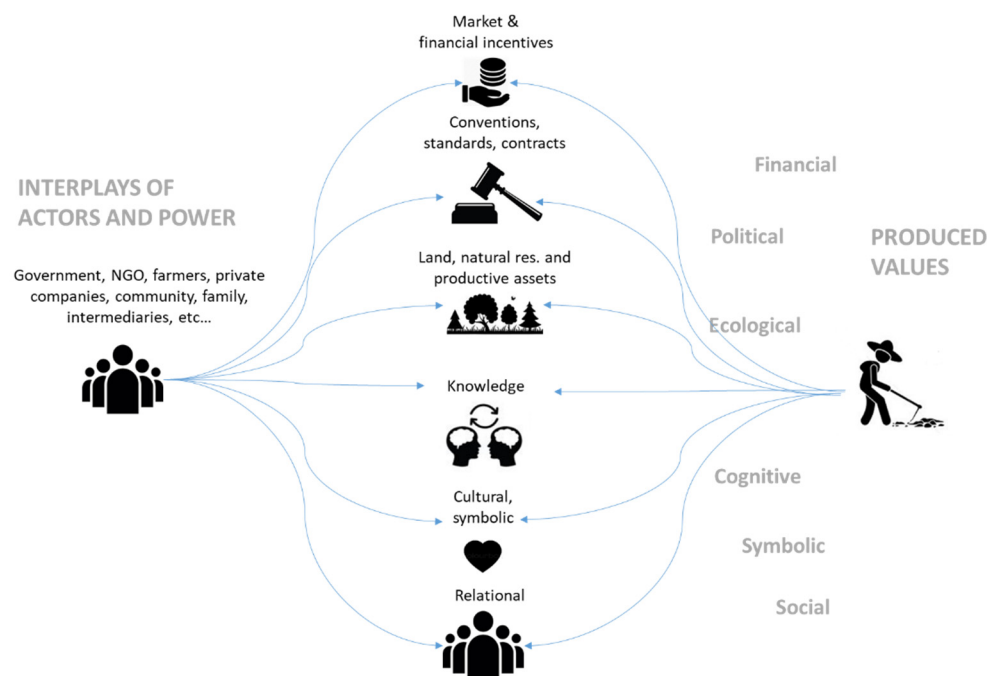 Market &
financial incentives
Conventions,
standards, contracts
Financial
INTERPLAYS OF
ACTORS AND POWER
Political
PRODUCED
VALUES
Land, natural res. and
productive assets
Government, NGO, farmers, private
companies, community, family,
intermediaries, etc...
Ecological
Knowledge
Cognitive
Cultural,
symbolic
Symbolic
Relational
Social